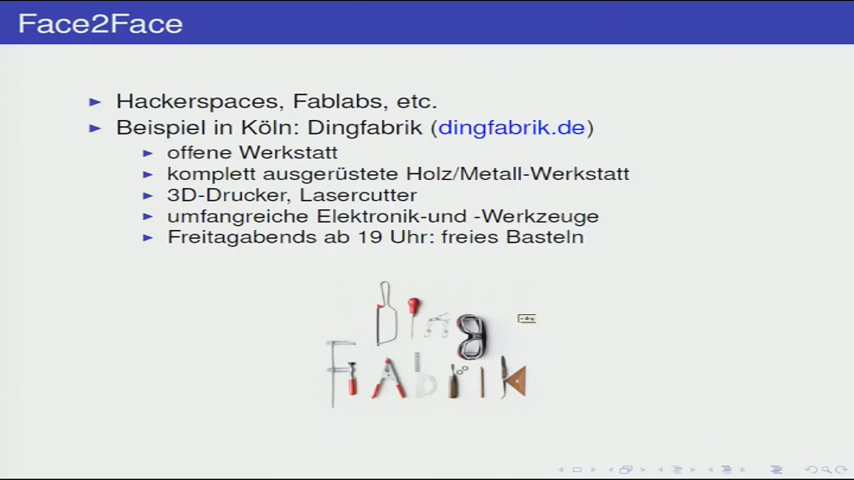 Face2Face
Hackerspaces, Fablabs, etc.
Beispiel in Köln: Dingfabrik (dingfabrik.de)
offene Werkstatt
komplett ausgerüstete Holz/Metall-Werkstatt
3D-Drucker, Lasercutter
umfangreiche Elektronik-und -Werkzeuge
Freitagabends ab 19 Uhr: freies Basteln
Ding
FAbrik